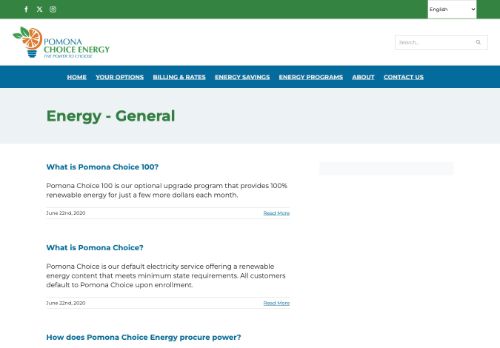 English
POMONA
CHOICE ENERGY
THE POWER TO CHOOSE
Search...
HOME YOUR OPTIONS BILLING & RATES ENERGY SAVINGS ENERGY PROGRAMS ABOUT CONTACT US
Energy - General
What is Pomona Choice 100?
Pomona Choice 100 is our optional upgrade program that provides 100%
renewable energy for just a few more dollars each month.
June 22nd, 2020 Read More
What is Pomona Choice?
Pomona Choice is our default electricity service offering a renewable
energy content that meets minimum state requirements. All customers
default to Pomona Choice upon enrollment.
June 22nd, 2020 Read More
How does Pomona Choice Energy procure power?